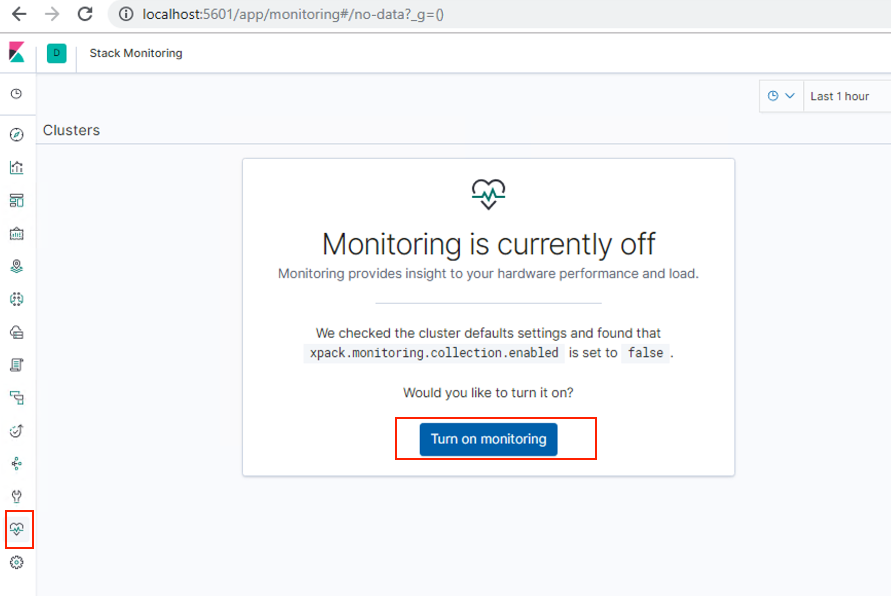 localhost:5601/app/monitoring#/no-data?_g=()
D
Stack Monitoring
Last 1 hour
Clusters
Monitoring is currently off
Monitoring provides insight to your hardware performance and load.
We checked the cluster defaults settings and found that
xpack.monitoring.collection.enabled is set to false .
Would you like to turn it on?
Turn on monitoring